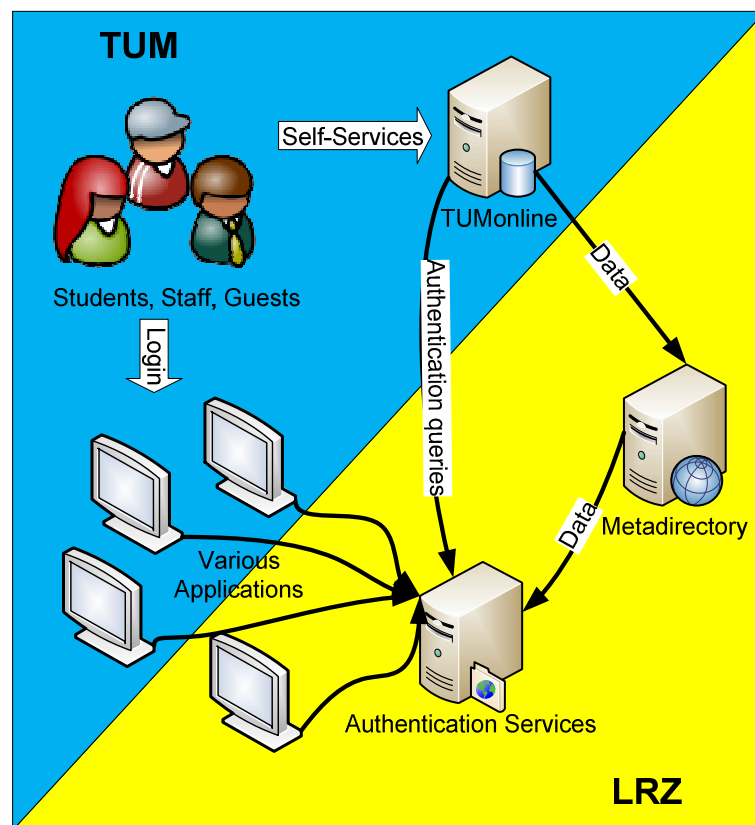 TUM
Self-Services
TUMonline
Students, Staff, Guests
Login
Authentication queries
Data
Metadirectory
Data
Various
Applications
Authentication Services
LRZ